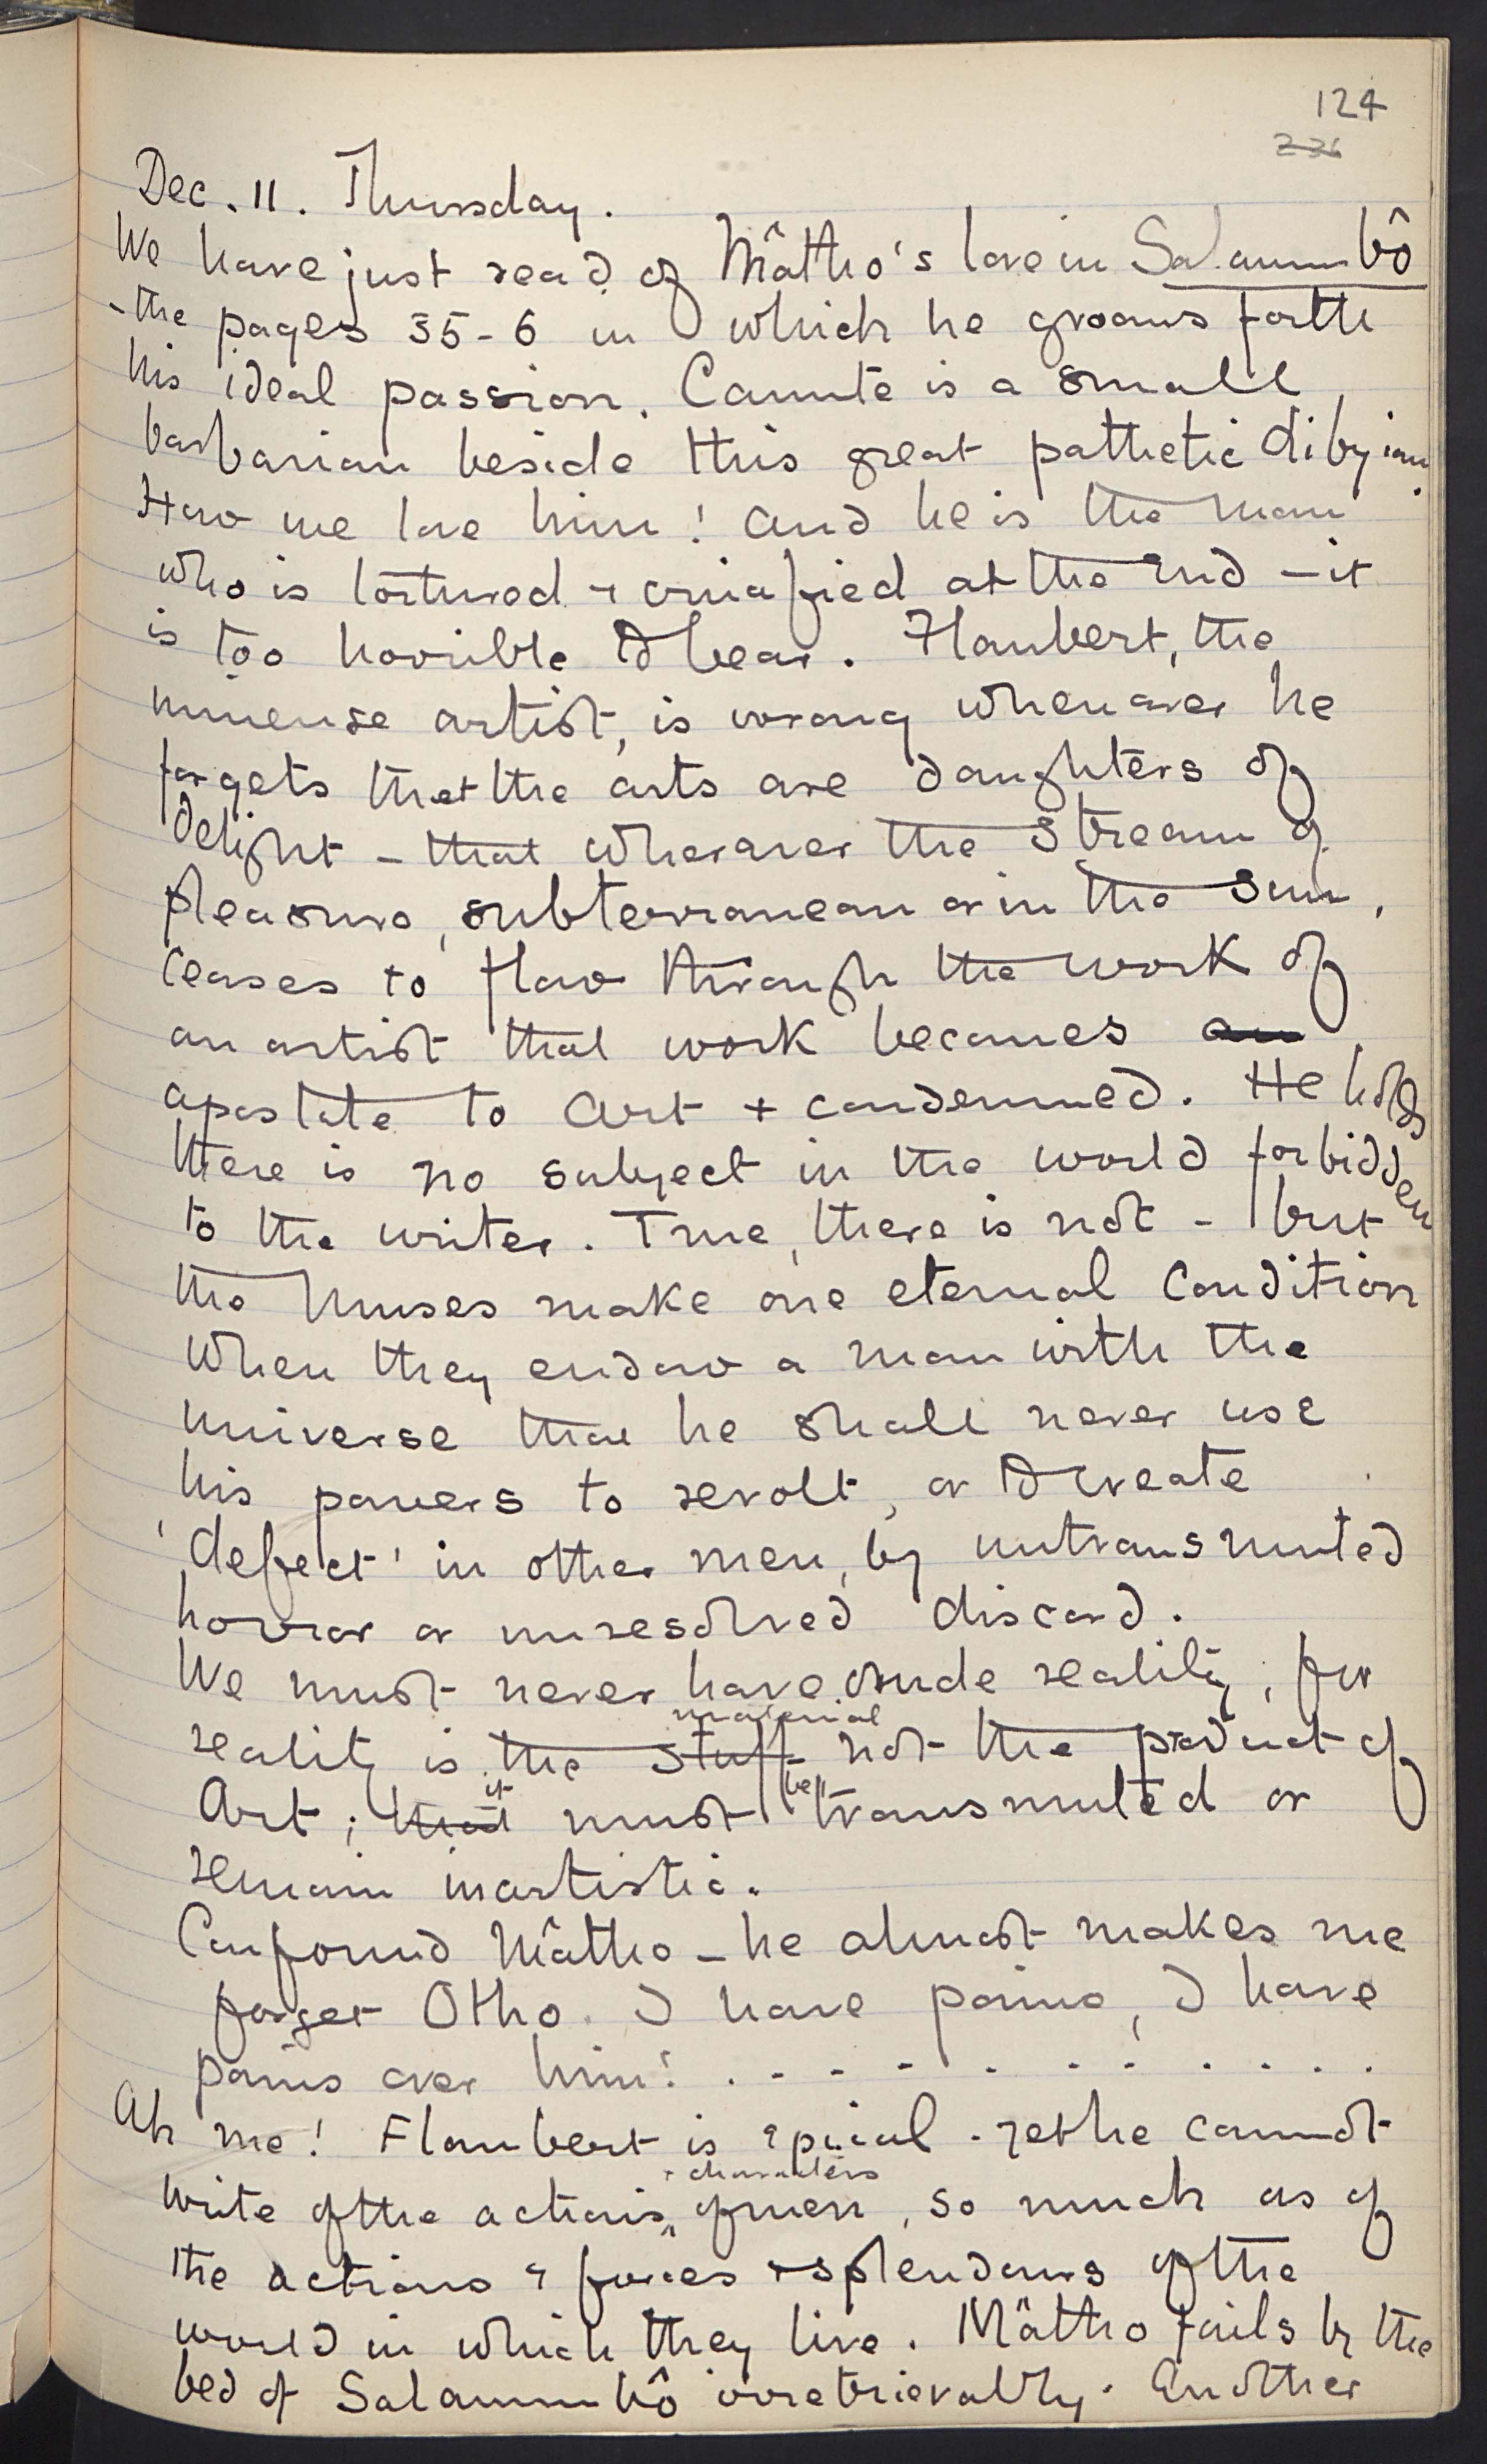 124
236
Dec. 11. Thursday.
We have just read of Mâtho's love in Salammbô
- the pages 35-6 in which he groans forth
his ideal passion. Canute is a small
barbarian beside this great pathetic Libyian.
How we love him! And he is the man
who is tortured & crucified at the end – it
is too horrible to bear. Flaubert, the
immense artist, is wrong whenever he
forgets that the arts are daughters of
delight – that wherever the stream of
pleasure, subterranean or in the sun,
ceases to flow through the work of
an artist that work becomes an
apostate to Art + condemned. He holds
there is no subject in the world forbidden
to the writer. True, there is not – but
the Muses make one eternal condition
when they endow a man with the
universe that he shall never use
his powers to revolt, or to create
'defect' in other men, by untransmuted
horror or unresolved discord.
We must never have crude reality; for
reality is the stuff material not the product of
Art; that it must be transmuted or
remain inartistic.
Confound Mâtho – he almost makes me
forget Otho. I have pains, I have
pains over him! . . . . . . . . . . . .
Ah me! Flaubert is epical - yet he cannot
write of the actions + characters of men, so much as of
the actions & forces + splendours of the
world in which they live. Mâtho fails by the
bed of Salammbô irretrievably. Another